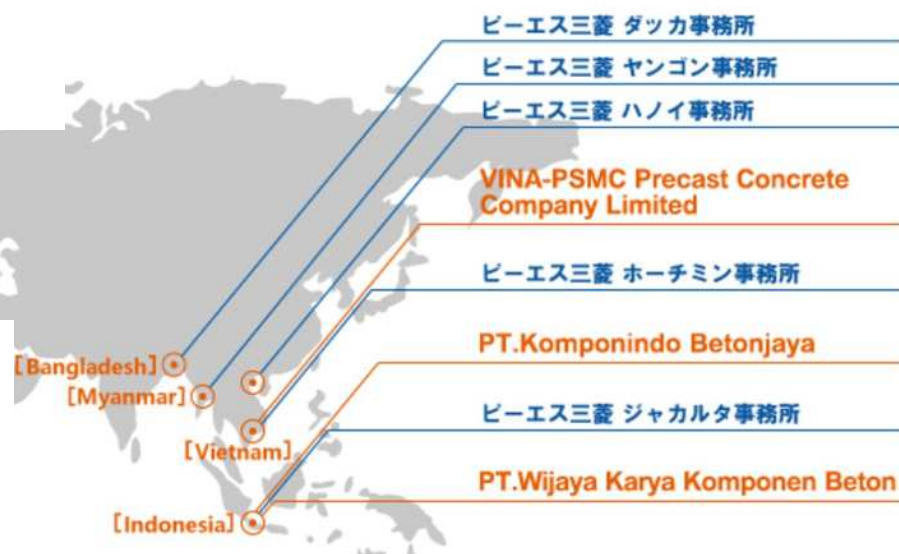 ピーエス三菱 ダッカ事務所
ピーエス三菱 ヤンゴン事務所
ピーエス三菱 ハノイ事務所
VINA-PSMC Precast Concrete
Company Limited
ピーエス三菱 ホーチミン事務所
PT.Komponindo Betonjaya
[Bangladesh]
[Myanmar]
ピーエス三菱 ジャカルタ事務所
[Vietnam]
PT.Wijaya Karya Komponen Beton
[Indonesia]